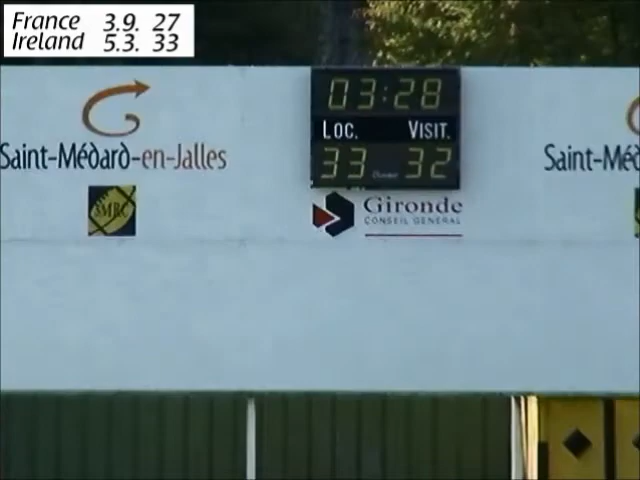 France 3.9. 27
Ireland 5.3. 33
03:28
LOC. VISIT.
33 32
Saint-Médard-en-Jalles
Saint-Méd
SMRC
Gironde
CONSEIL GENERAL